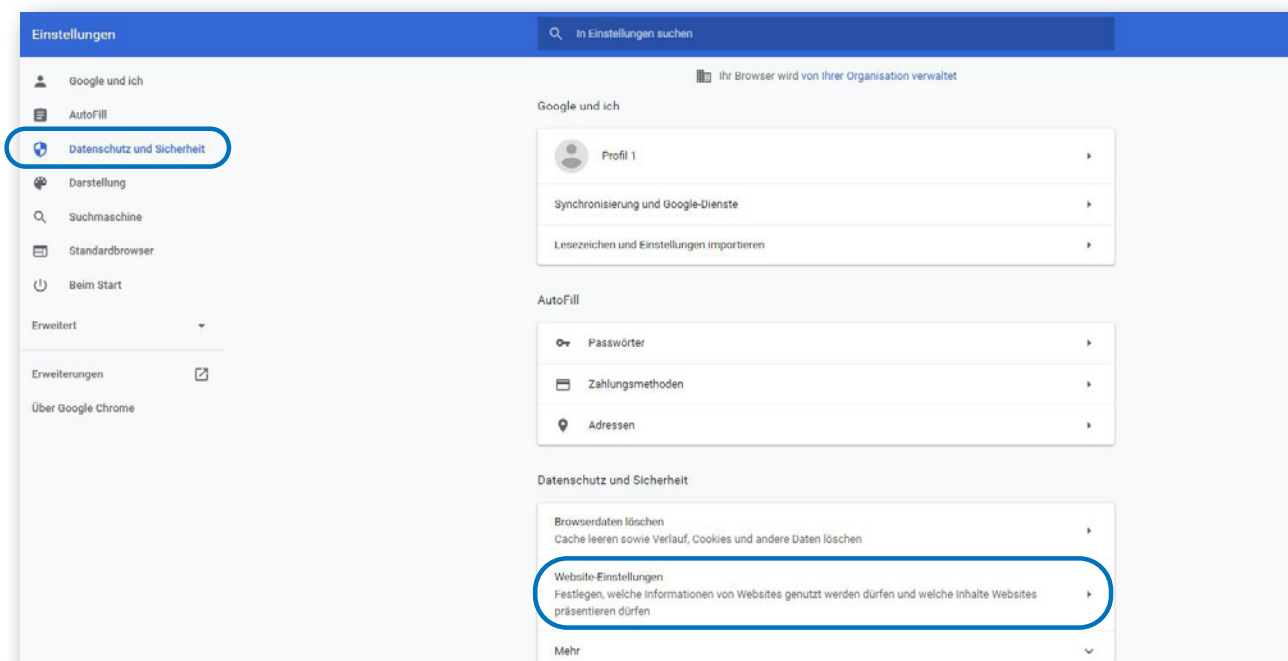 Einstellungen
In Einstellungen suchen
Google und ich
AutoFill
Datenschutz und Sicherheit
Darstellung
Suchmaschine
Standardbrowser
Beim Start
Erweitert
Erweiterungen
Über Google Chrome
Ihr Browser wird von Ihrer Organisation verwaltet
Google und ich
Profil 1
Synchronisierung und Google-Dienste
Lesezeichen und Einstellungen importieren
AutoFill
Passwörter
Zahlungsmethoden
Adressen
Datenschutz und Sicherheit
Browserdaten löschen
Cache leeren sowie Verlauf, Cookies und andere Daten löschen
Website-Einstellungen
Festlegen, welche Informationen von Websites genutzt werden dürfen und welche Inhalte Websites
präsentieren dürfen
Mehr